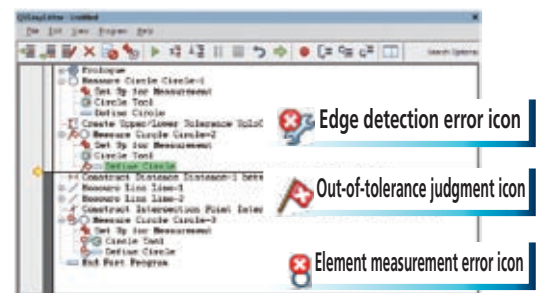 QVEasyEditor - Untitled
File Edit View Program Help
Search Options
Prologue
Measure Circle Circle-1
Set Up for Measurement
Circle Tool
Define Circle
Create Upper/Lower Tolerance
Measure Circle Circle-2
Set Up for Measurement
Circle Tool
Define Circle
Construct Distance Distance-1
Measure Line Line-1
Measure Line Line-2
Construct Intersection Point
Measure Circle Circle-3
Set Up for Measurement
Circle Tool
Define Circle
End Part Program
Edge detection error icon
Out-of-tolerance judgment icon
Element measurement error icon